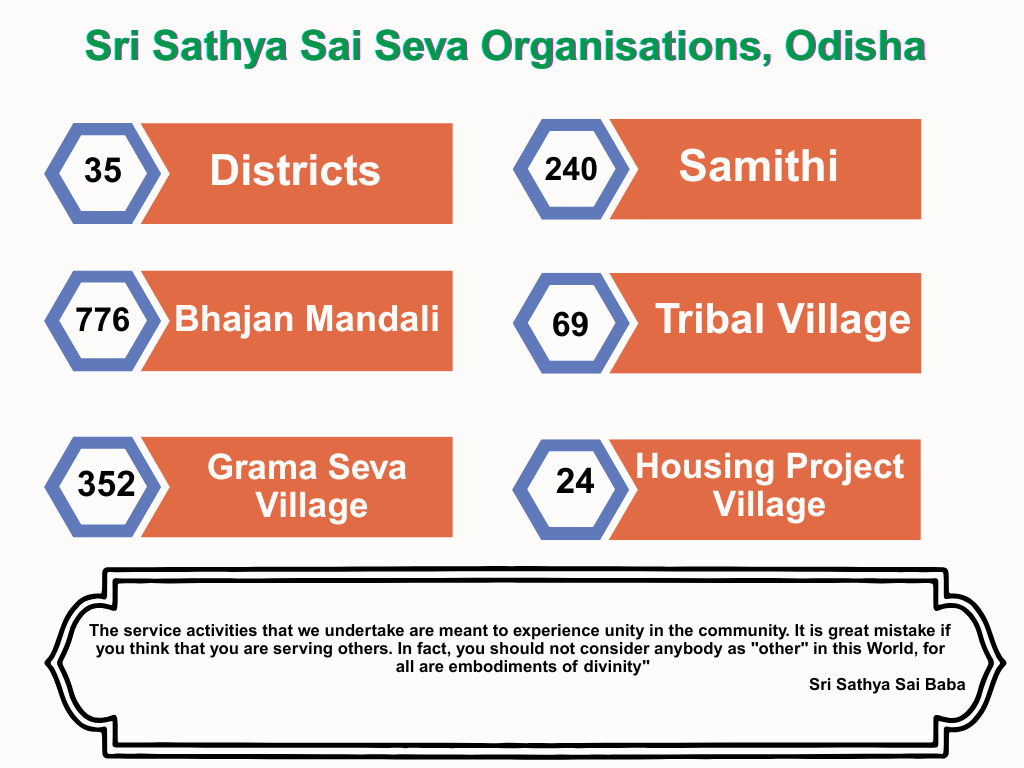 Sri Sathya Sai Seva Organisations, Odisha
35 Districts
240 Samithi
776 Bhajan Mandali
69 Tribal Village
352 Grama Seva
Village
24 Housing Project
Village
The service activities that we undertake are meant to experience unity in the community. It is great mistake if
you think that you are serving others. In fact, you should not consider anybody as "other" in this World, for
all are embodiments of divinity"
Sri Sathya Sai Baba